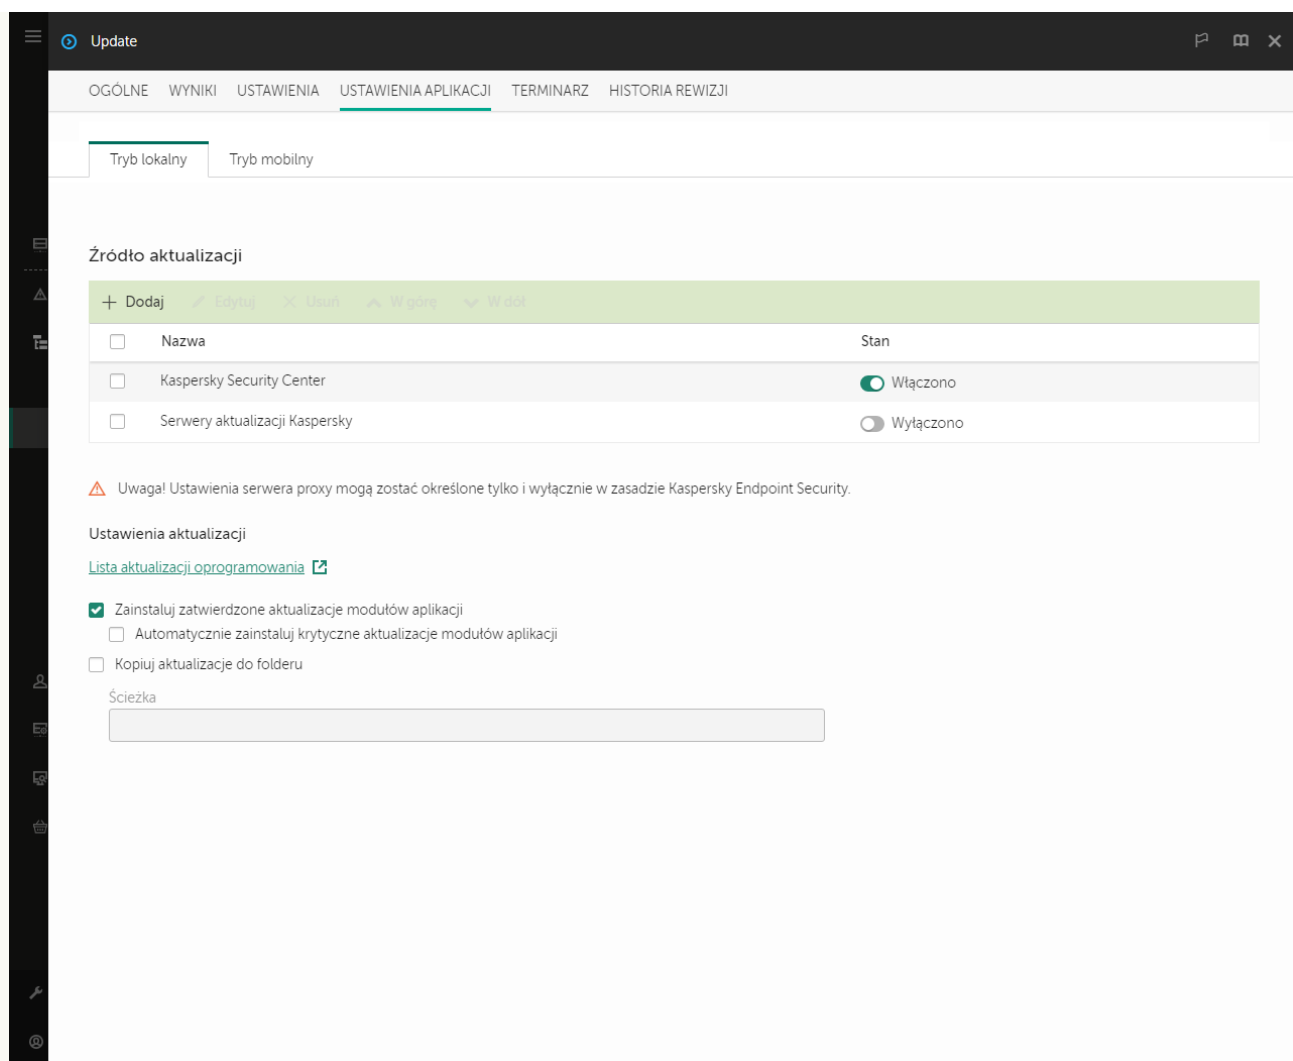 Update
OGÓLNE WYNIKI USTAWIENIA USTAWIENIA APLIKACJI TERMINARZ HISTORIA REWIZJI
Tryb lokalny Tryb mobilny
Źródło aktualizacji
Dodaj Edytuj Usuń W górę W dół
Nazwa Stan
Kaspersky Security Center Włączono
Serwery aktualizacji Kaspersky Wyłączono
Uwaga! Ustawienia serwera proxy mogą zostać określone tylko i wyłącznie w zasadzie Kaspersky Endpoint Security.
Ustawienia aktualizacji
Lista aktualizacji oprogramowania
Zainstaluj zatwierdzone aktualizacje modułów aplikacji
Automatycznie zainstaluj krytyczne aktualizacje modułów aplikacji
Kopiuj aktualizacje do folderu
Ścieżka